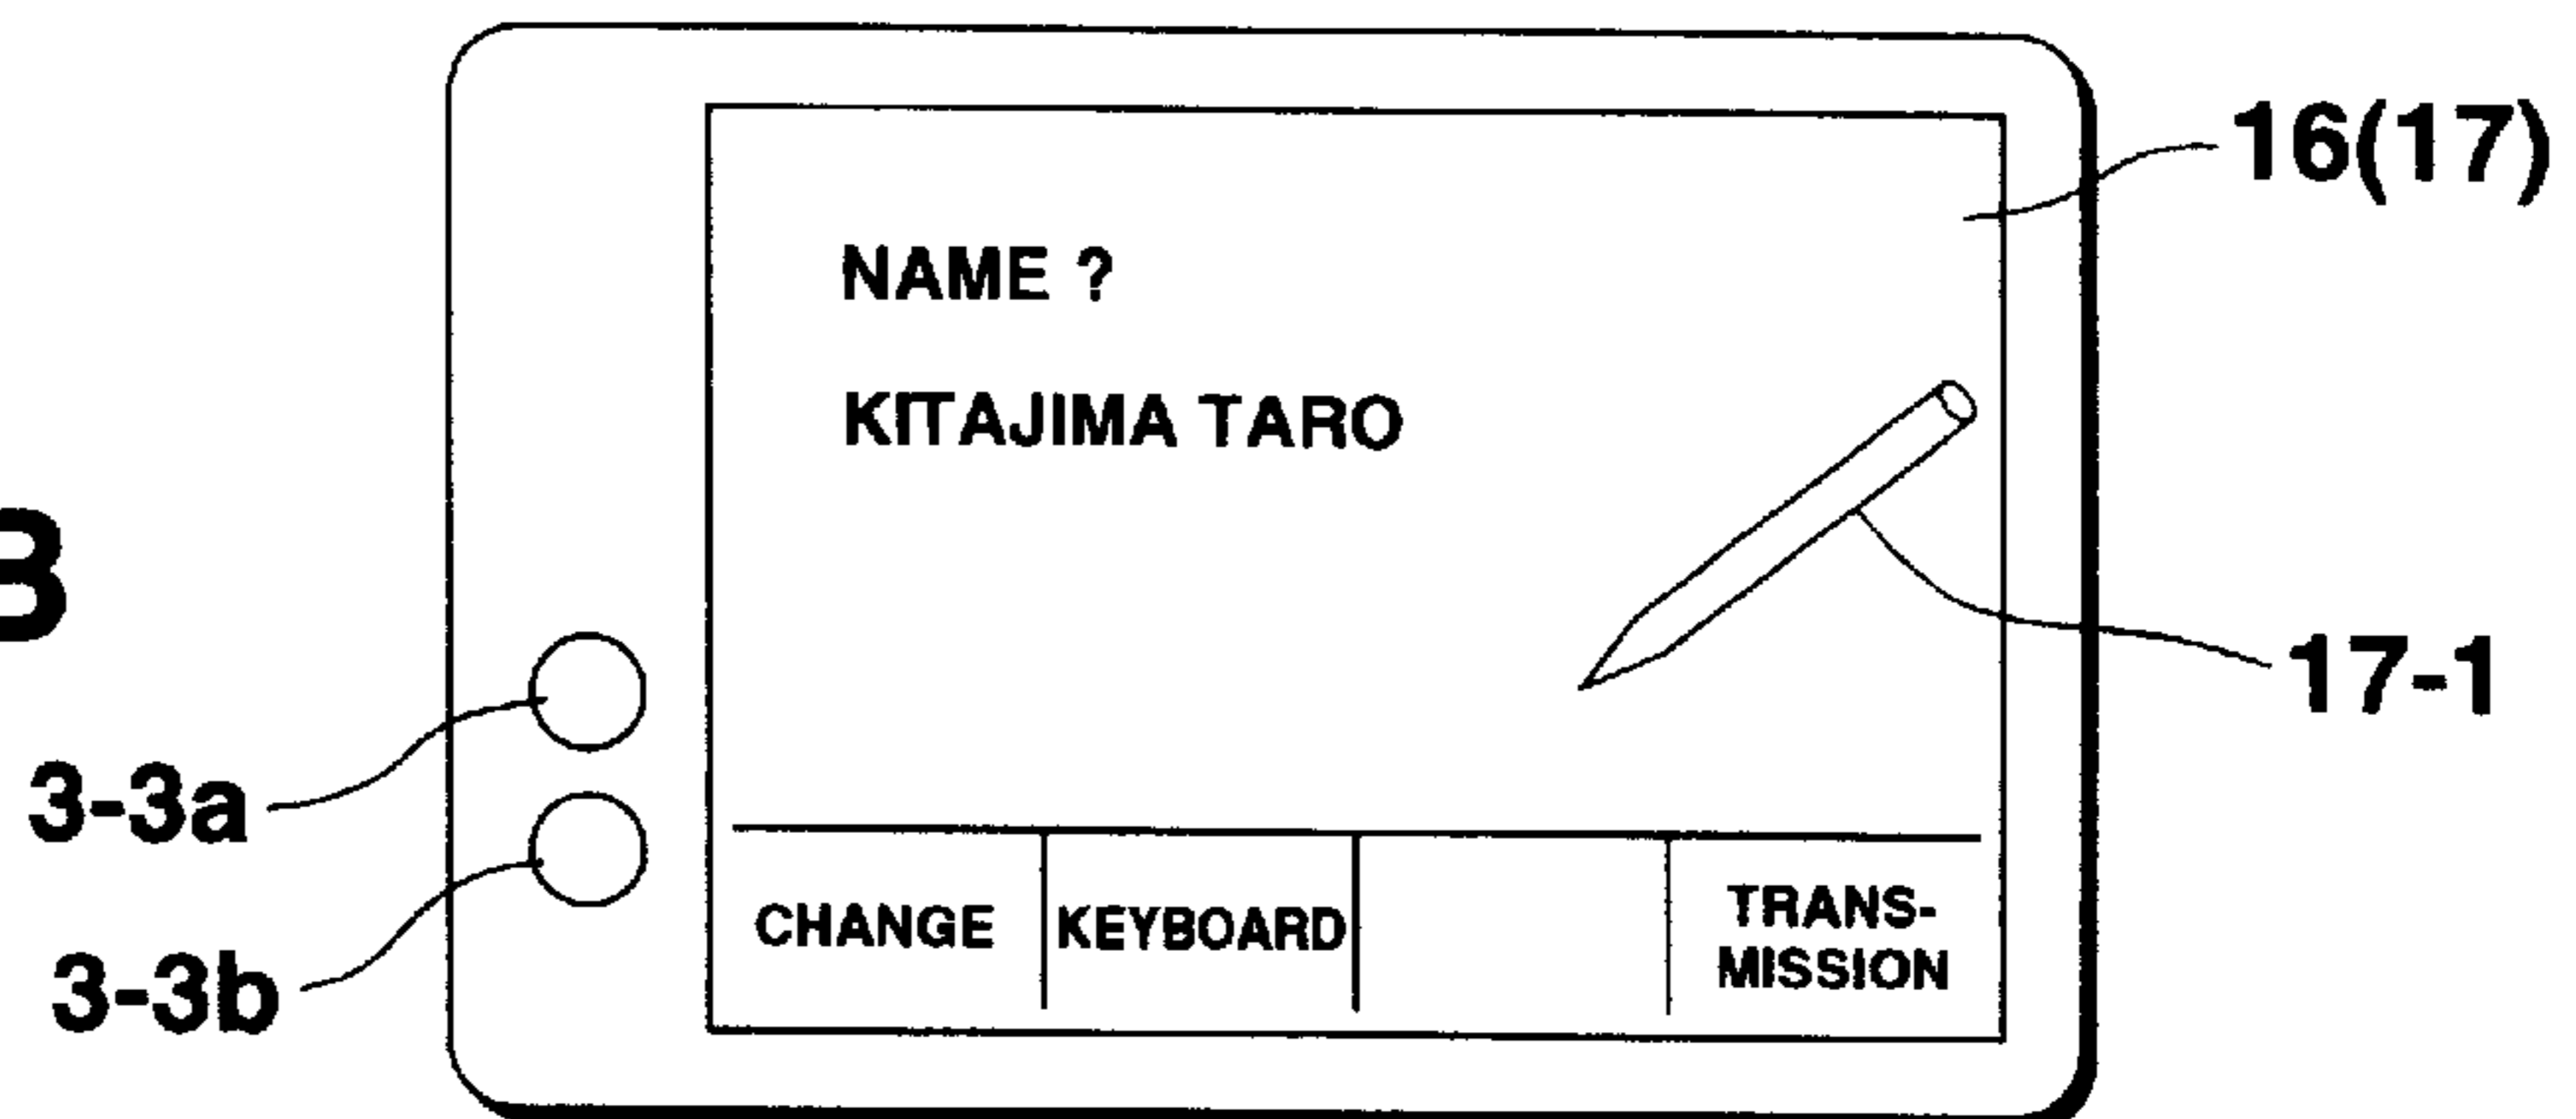 16(17)
NAME ?
KITAJIMA TARO
B
17-1
3-3a
3-3b
CHANGE
KEYBOARD
TRANS-
MISSION